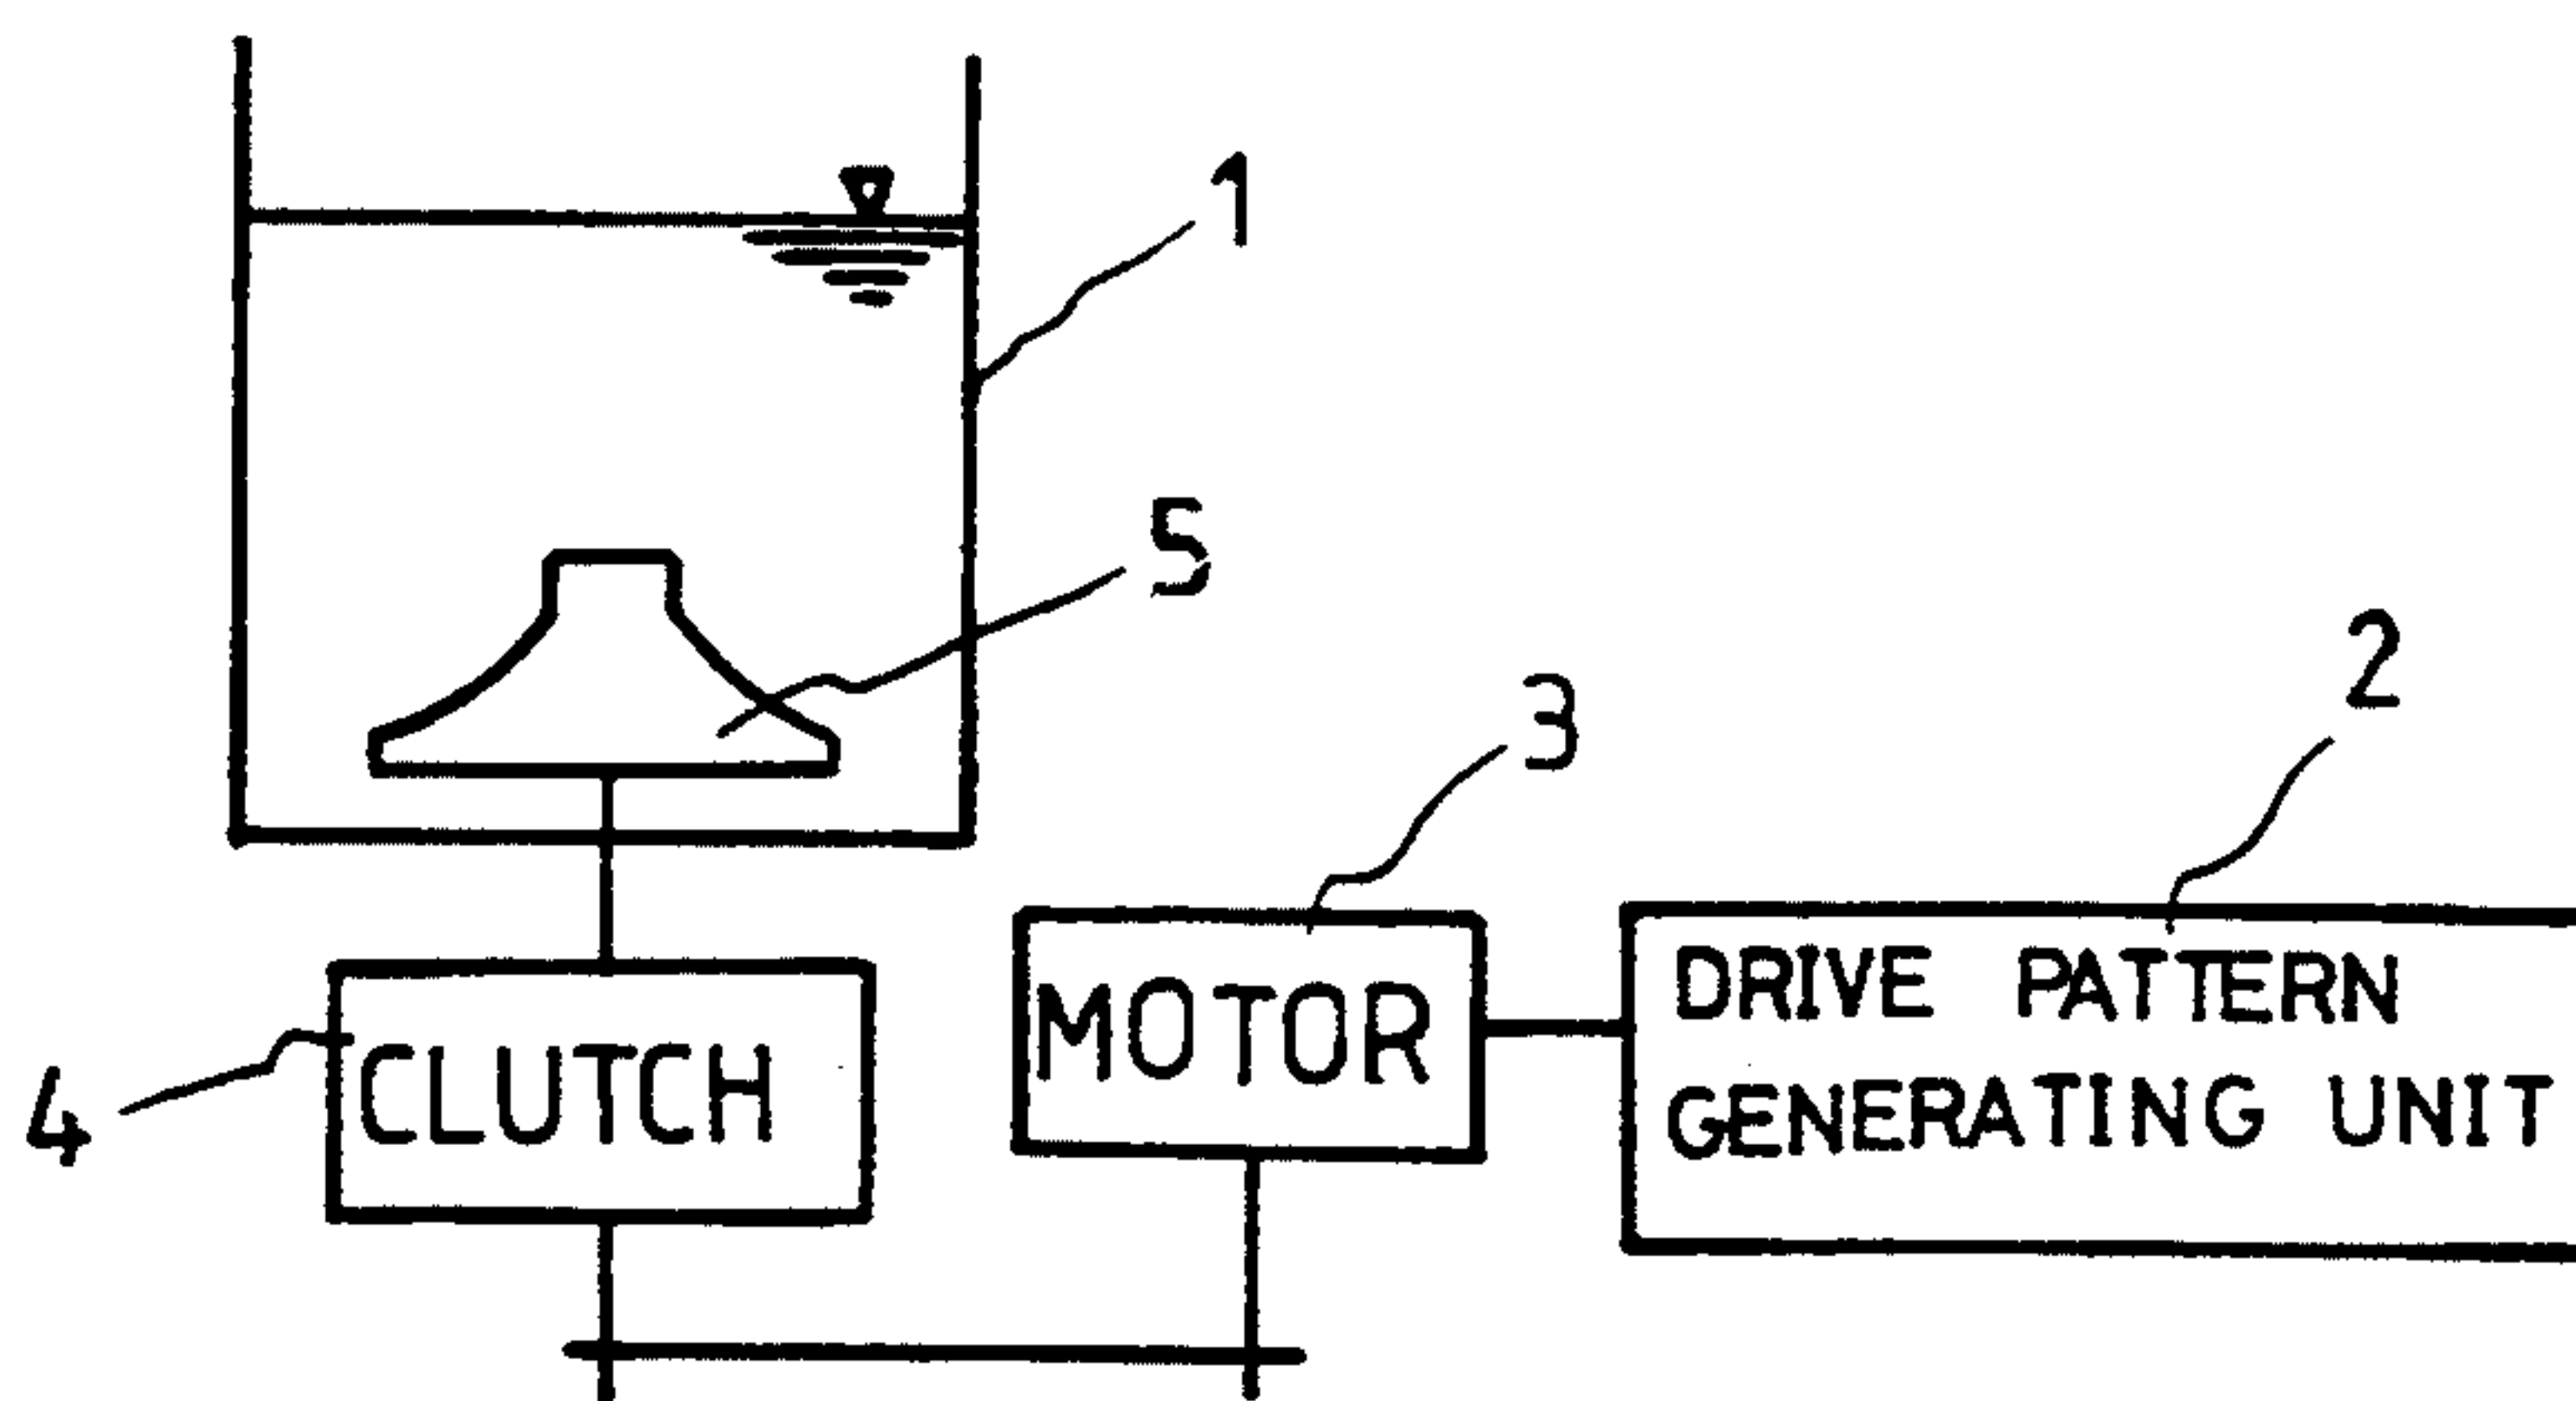 1
5
3
2
4
CLUTCH
MOTOR
DRIVE PATTERN
GENERATING UNIT